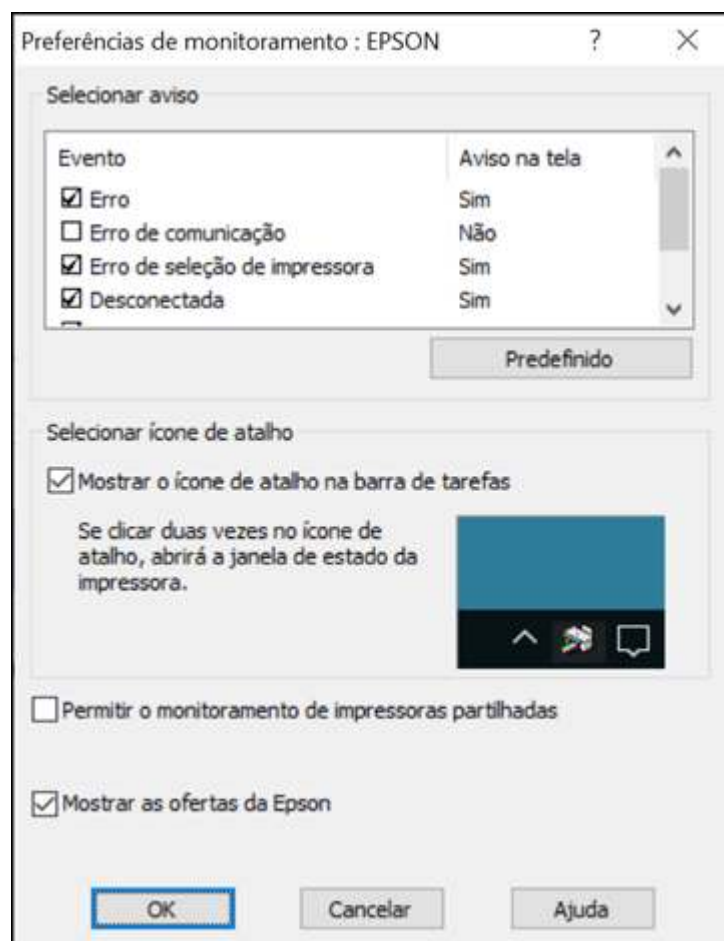 Preferências de monitoramento : EPSON ? ×
Selecionar aviso
Evento Aviso na tela
Erro Sim
Erro de comunicação Não
Erro de seleção de impressora Sim
Desconectada Sim
Predefinido
Selecionar ícone de atalho
Mostrar o ícone de atalho na barra de tarefas
Se clicar duas vezes no ícone de
atalho, abrirá a janela de estado da
impressora.
Permitir o monitoramento de impressoras partilhadas
Mostrar as ofertas da Epson
OK Cancelar Ajuda